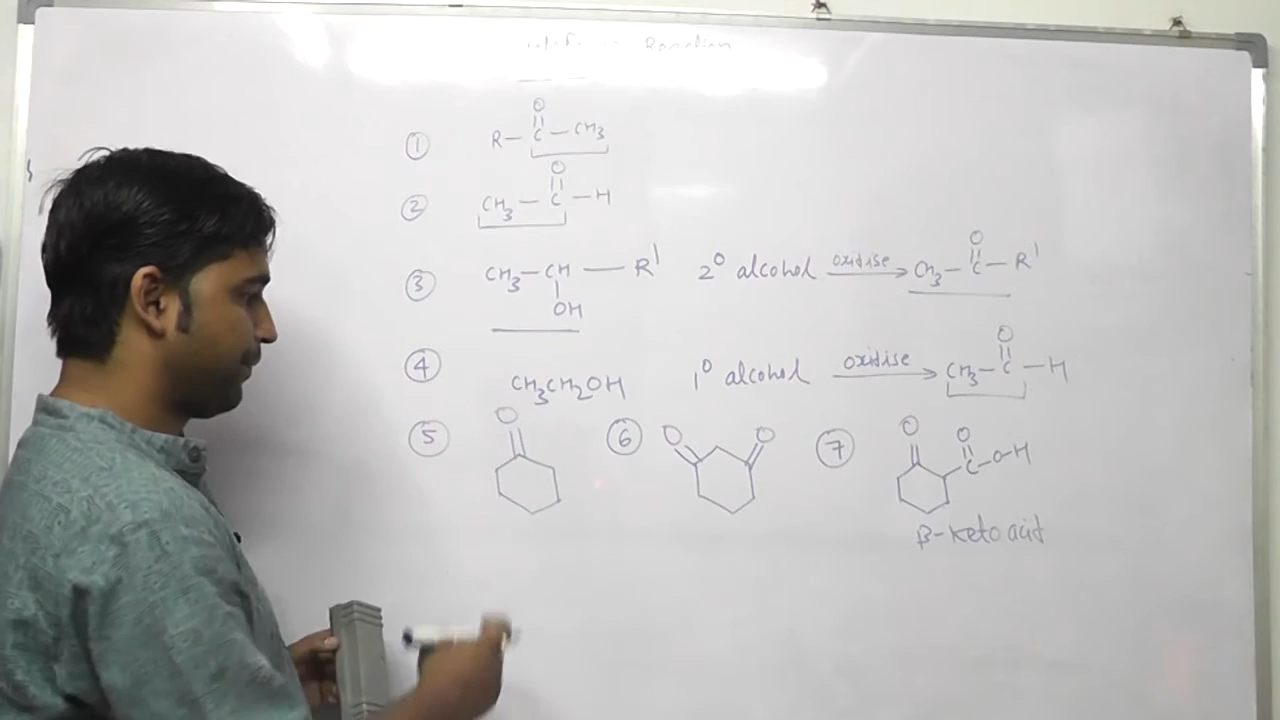 Reaction
① R — C — CH3
O
② CH3 — C — H
O
③ CH3 — CH — R' 2° alcohol oxidise → CH3 — C — R'
OH O
④ CH3CH2OH 1° alcohol oxidise → CH3 — C — H
O
⑤ O ⑥ O O ⑦ O O
C — O — H
β-keto acid